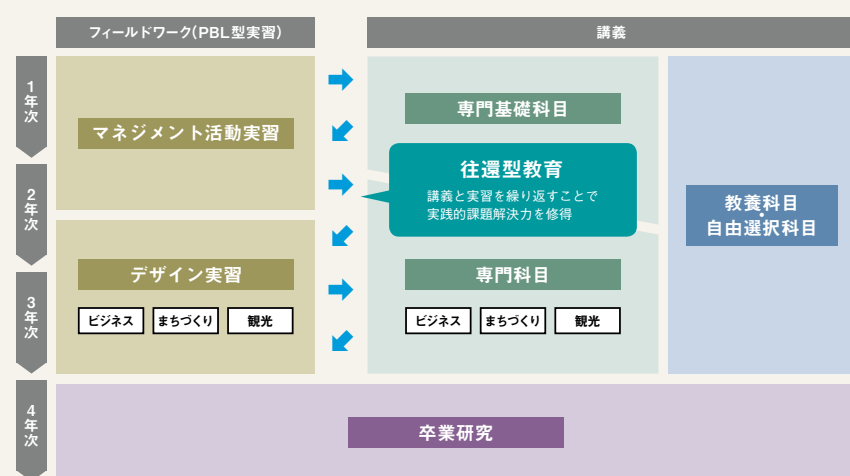 フィールドワーク(PBL型実習)
講義
1年次
マネジメント活動実習
専門基礎科目
往還型教育
講義と実習を繰り返すことで
実践的課題解決力を修得
2年次
教養科目
・
自由選択科目
デザイン実習
ビジネス
まちづくり
観光
専門科目
ビジネス
まちづくり
観光
3年次
4年次
卒業研究